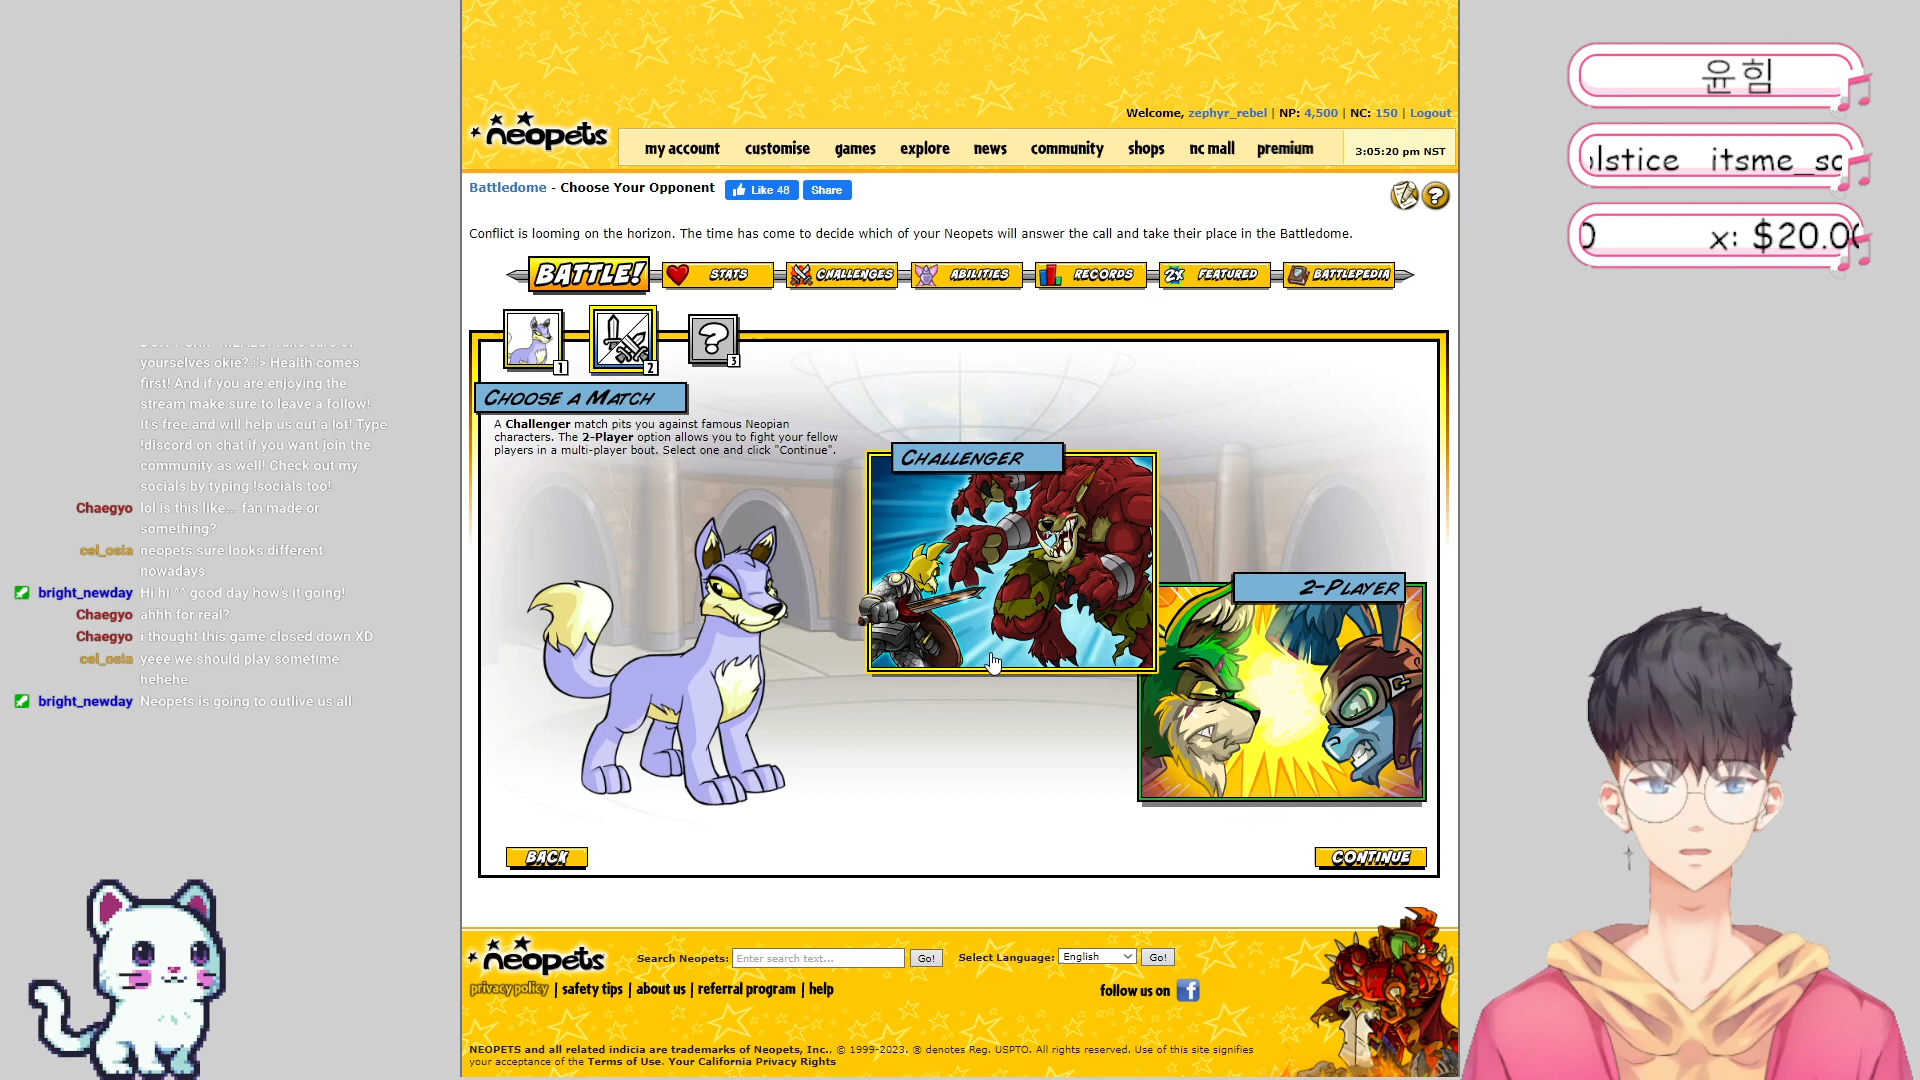 Welcome, zephyr_rebel | NP: 4,500 | NC: 150 | Logout
neopets
my account customise games explore news community shops nc mall premium
3:05:20 pm NST
Battledome - Choose Your Opponent
Like 48
Share
Conflict is looming on the horizon. The time has come to decide which of your Neopets will answer the call and take their place in the Battledome.
BATTLE! STATS CHALLENGES ABILITIES RECORDS 2x FEATURED BATTLEPEDIA
1
2
? 3
CHOOSE A MATCH
A Challenger match pits you against famous Neopian
characters. The 2-Player option allows you to fight your fellow
players in a multi-player bout. Select one and click "Continue".
CHALLENGER
2-PLAYER
BACK
CONTINUE
neopets
Search Neopets: Enter search text... Go! Select Language: English Go!
privacy policy | safety tips | about us | referral program | help
follow us on f
NEOPETS and all related indicia are trademarks of Neopets, Inc., © 1999-2023. ® denotes Reg. USPTO. All rights reserved. Use of this site signifies
your acceptance of the Terms of Use. Your California Privacy Rights
yourselves okie? :'> Health comes
first! And if you are enjoying the
stream make sure to leave a follow!
It's free and will help us out a lot! Type
!discord on chat if you want join the
community as well! Check out my
socials by typing !socials too!
Chaegyo lol is this like... fan made or
something?
cel_osia neopets sure looks different
nowadays
bright_newday Hi hi ^^ good day how's it going!
Chaegyo ahhh for real?
Chaegyo i thought this game closed down XD
cel_osia yeee we should play sometime
hehehe
bright_newday Neopets is going to outlive us all
윤힘
lstice itsme_so
x: $20.0